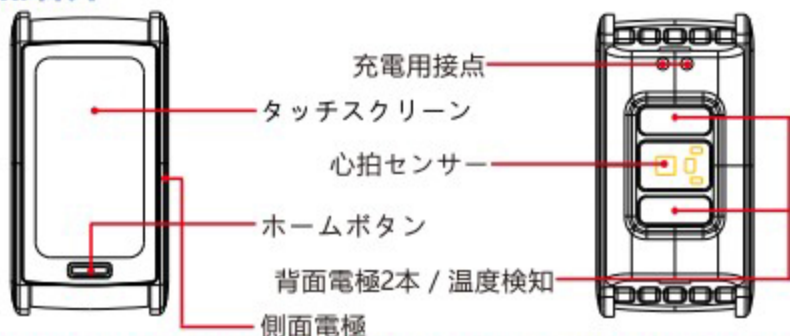 充電用接点
タッチスクリーン
心拍センサー
ホームボタン
背面電極2本 / 温度検知
側面電極